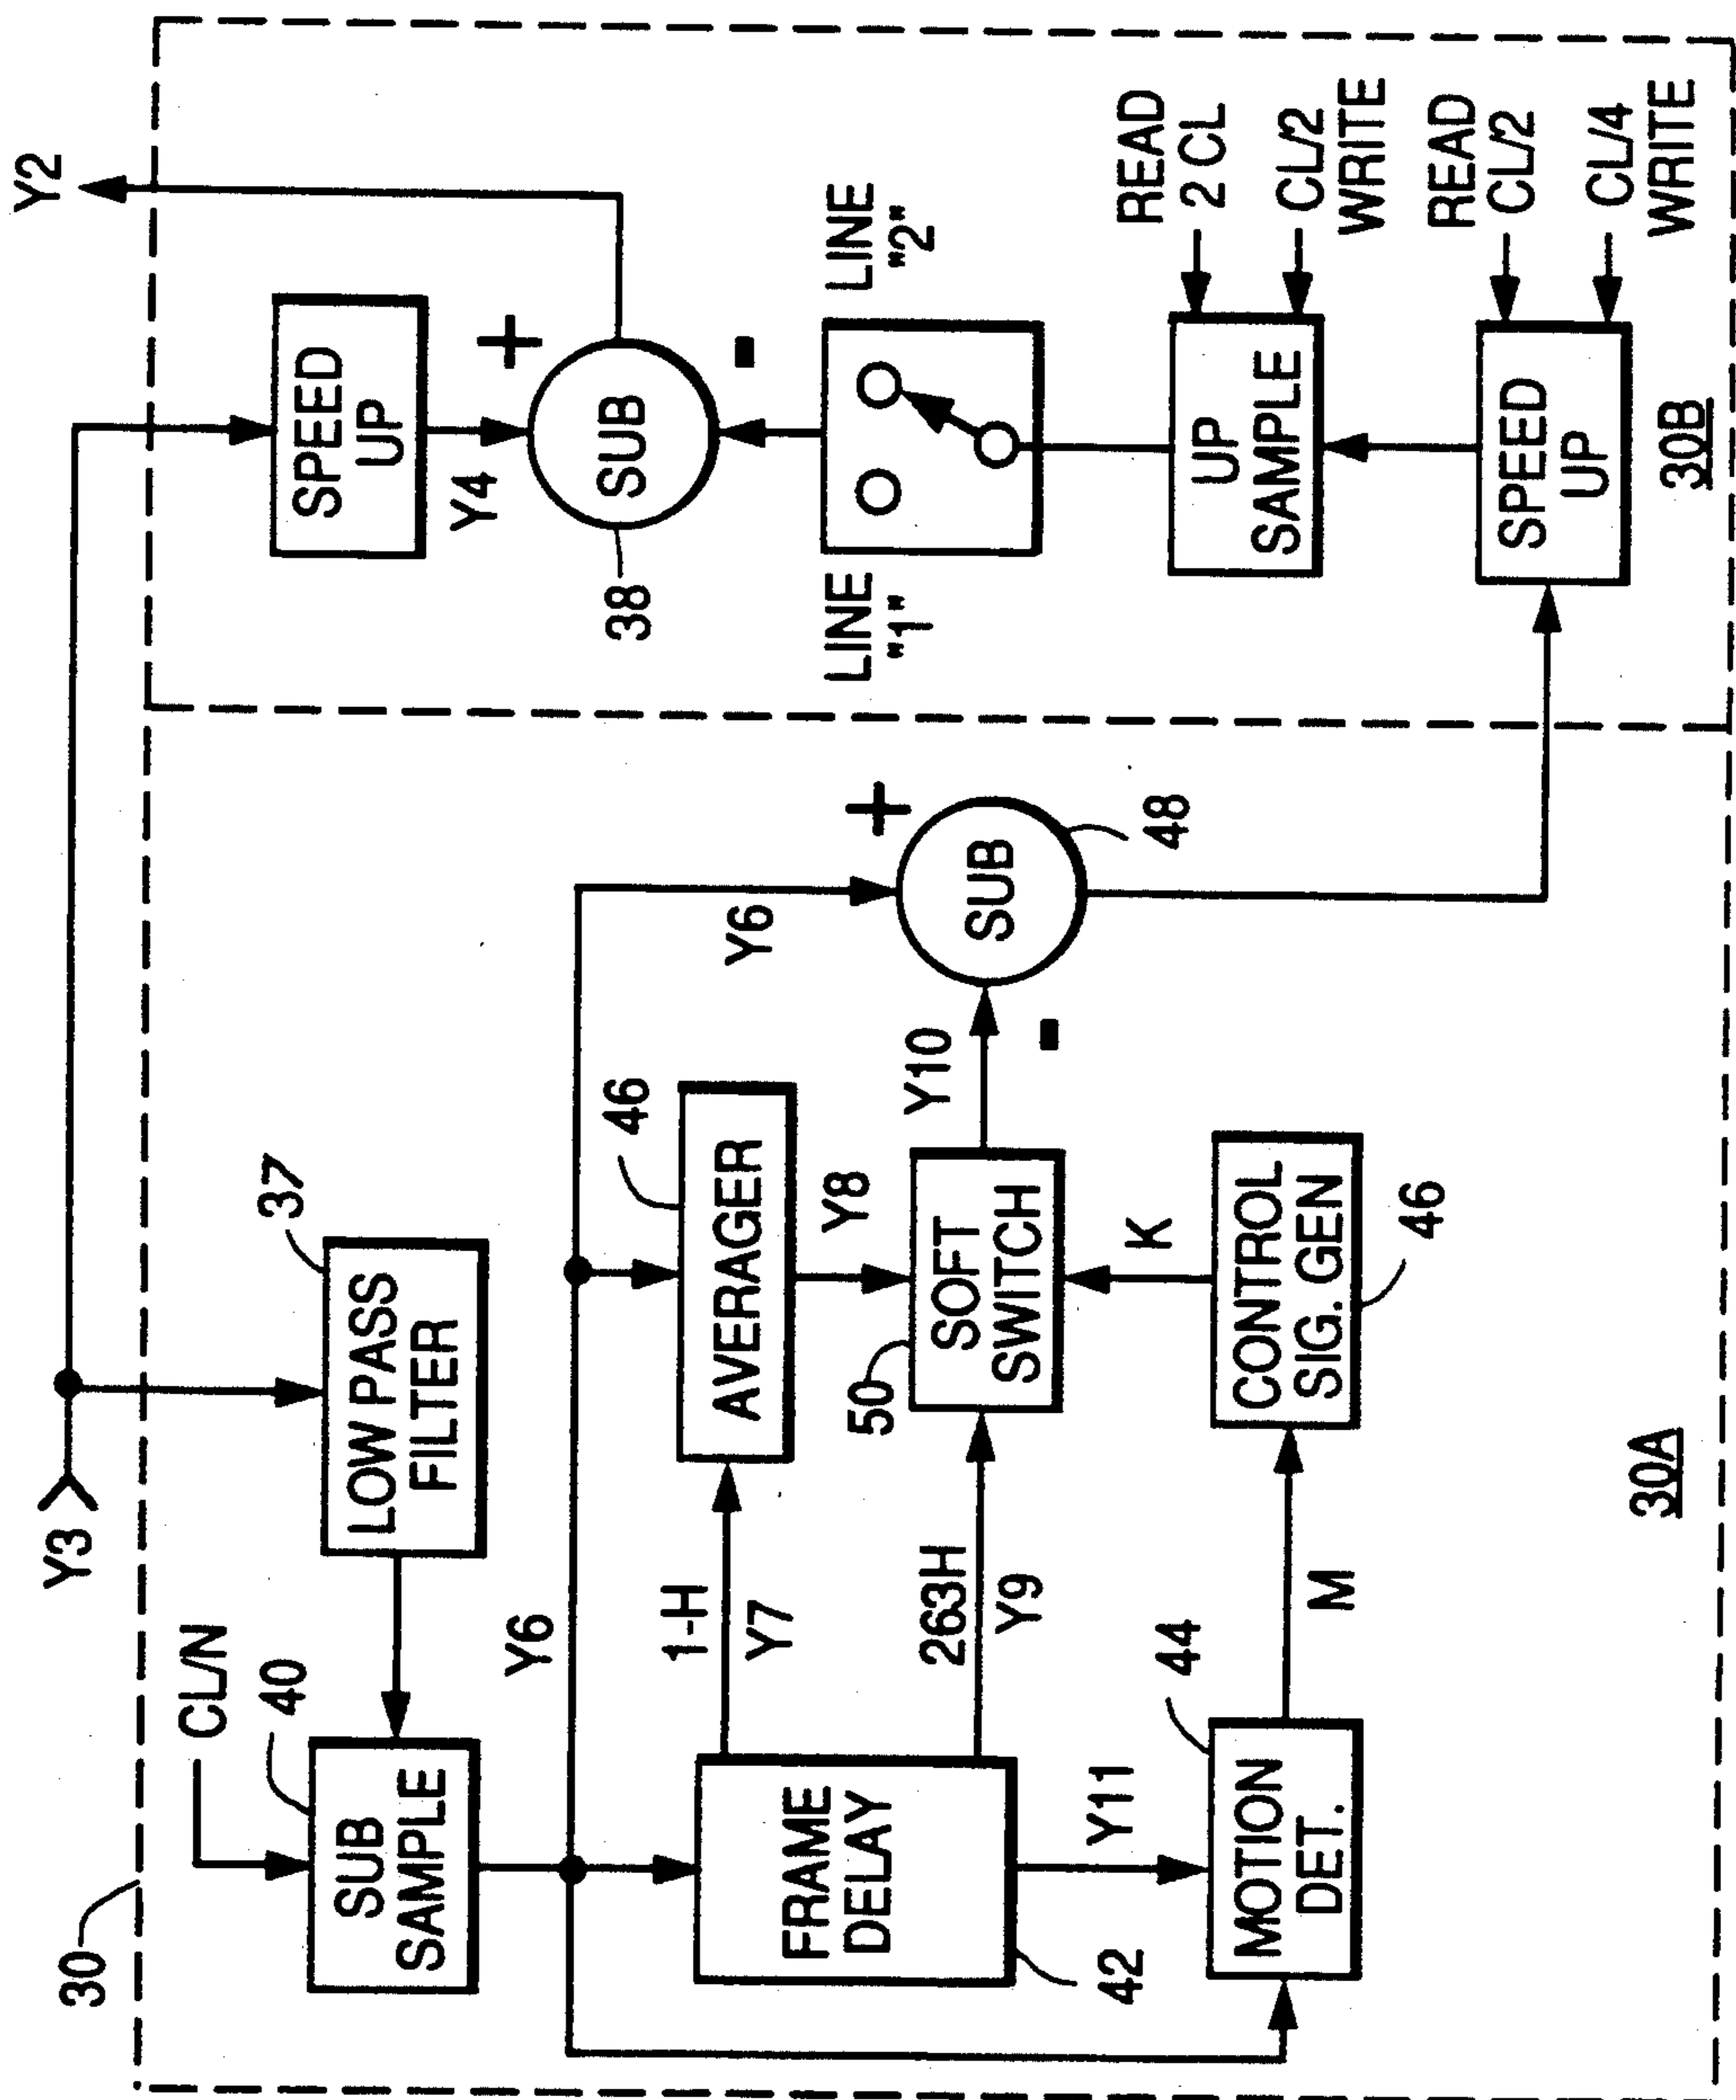 Y3
Y2
30
CL/N
40
SUB
SAMPLE
37
LOW PASS
FILTER
SPEED
UP
Y4
+
38
SUB
-
Y6
Y6
1-H
Y7
46
AVERAGER
Y8
FRAME
DELAY
42
263H
Y9
50
SOFT
SWITCH
Y10
+
SUB
-
48
LINE
"1"
LINE
"2"
Y11
44
MOTION
DET.
M
K
CONTROL
SIG. GEN
46
UP
SAMPLE
READ
2 CL
CL/2
WRITE
SPEED
UP
READ
CL/2
CL/4
WRITE
30A
30B